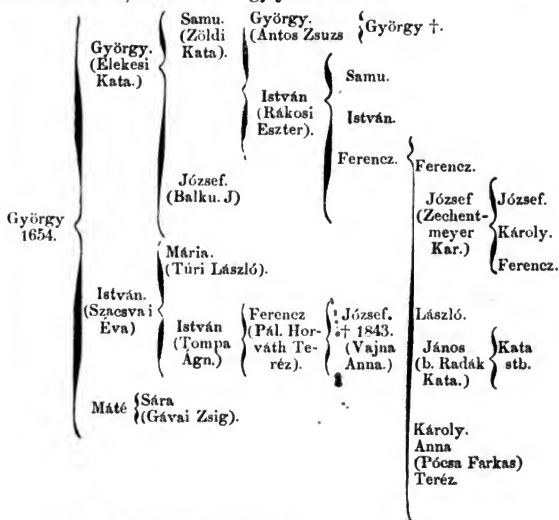 György
1654.
György.
(Elekesi
Kata.)
Samu.
(Zöldi
Kata).
György.
(Antos Zsuzs
György †.
István
(Rákosi
Eszter).
Samu.
István.
Ferencz.
József.
(Balku. J)
István.
(Szacsvai
Éva)
Mária.
(Túri László).
István
(Tompa
Ágn.)
Ferencz
(Pál. Hor-
váth Te-
réz).
József.
† 1843.
(Vajna
Anna.)
Ferencz.
József
(Zechent-
meyer
Kar.)
József.
Károly.
Ferencz.
László.
János
(b. Radák
Kata.)
Kata
stb.
Károly.
Anna
(Pócsa Farkas)
Teréz.
Máté
Sára
(Gávai Zsig).